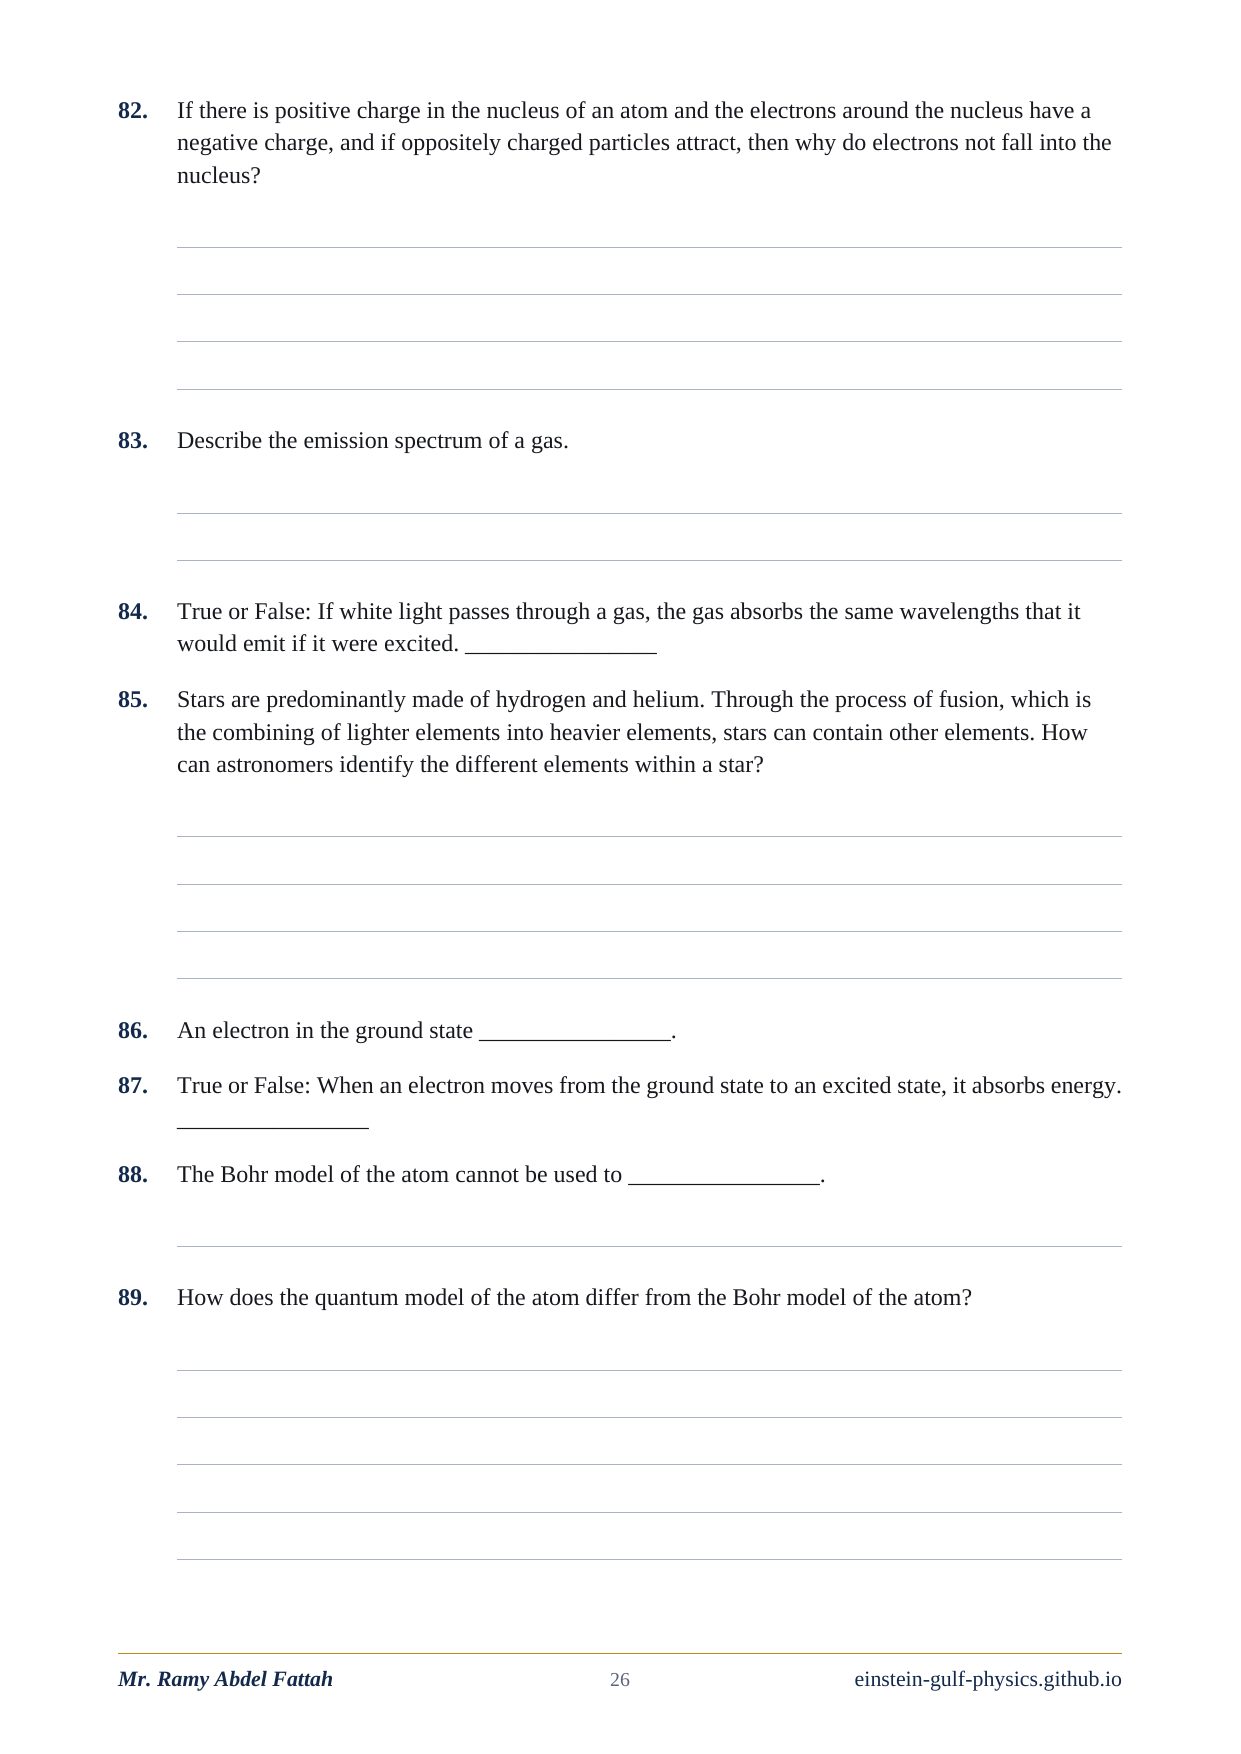 82. If there is positive charge in the nucleus of an atom and the electrons around the nucleus have a
negative charge, and if oppositely charged particles attract, then why do electrons not fall into the
nucleus?
83. Describe the emission spectrum of a gas.
84. True or False: If white light passes through a gas, the gas absorbs the same wavelengths that it
would emit if it were excited. ________________
85. Stars are predominantly made of hydrogen and helium. Through the process of fusion, which is
the combining of lighter elements into heavier elements, stars can contain other elements. How
can astronomers identify the different elements within a star?
86. An electron in the ground state ________________.
87. True or False: When an electron moves from the ground state to an excited state, it absorbs energy.
________________
88. The Bohr model of the atom cannot be used to ________________.
89. How does the quantum model of the atom differ from the Bohr model of the atom?
Mr. Ramy Abdel Fattah 26 einstein-gulf-physics.github.io